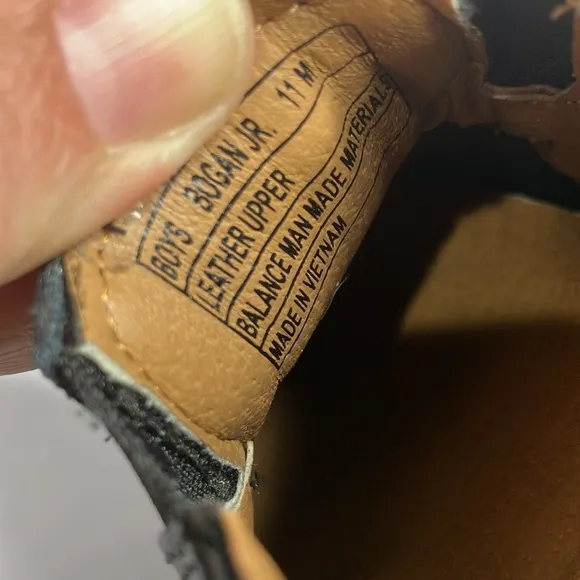 BOYS BOGAN JR. 11 M
LEATHER UPPER
BALANCE MAN MADE MATERIALS
MADE IN VIETNAM